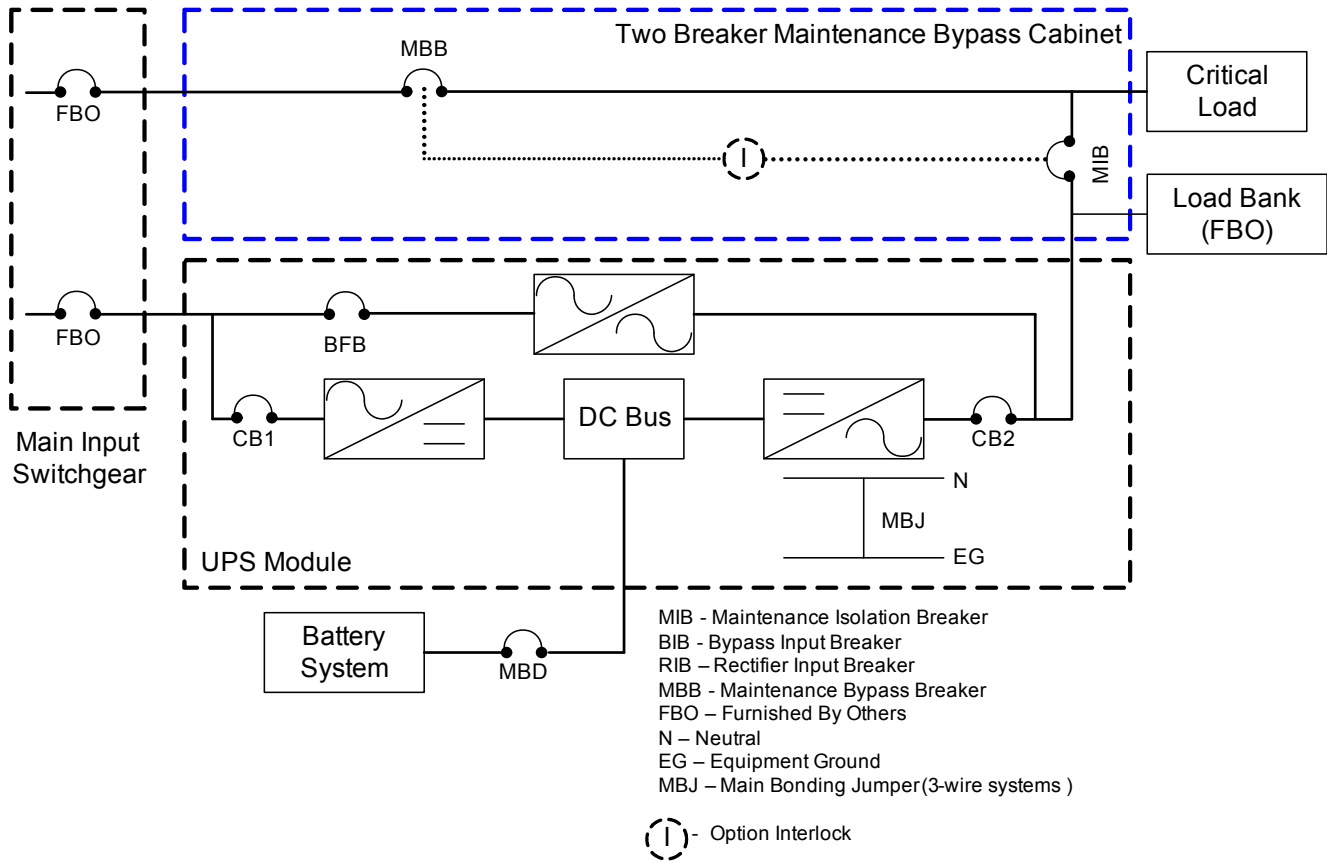 Two Breaker Maintenance Bypass Cabinet
MBB
FBO
Critical
Load
I
MIB
Load Bank
(FBO)
FBO
BFB
CB1
DC Bus
CB2
Main Input
Switchgear
N
MBJ
EG
UPS Module
Battery
System
MBD
MIB - Maintenance Isolation Breaker
BIB - Bypass Input Breaker
RIB – Rectifier Input Breaker
MBB - Maintenance Bypass Breaker
FBO – Furnished By Others
N – Neutral
EG – Equipment Ground
MBJ – Main Bonding Jumper(3-wire systems )
I - Option Interlock